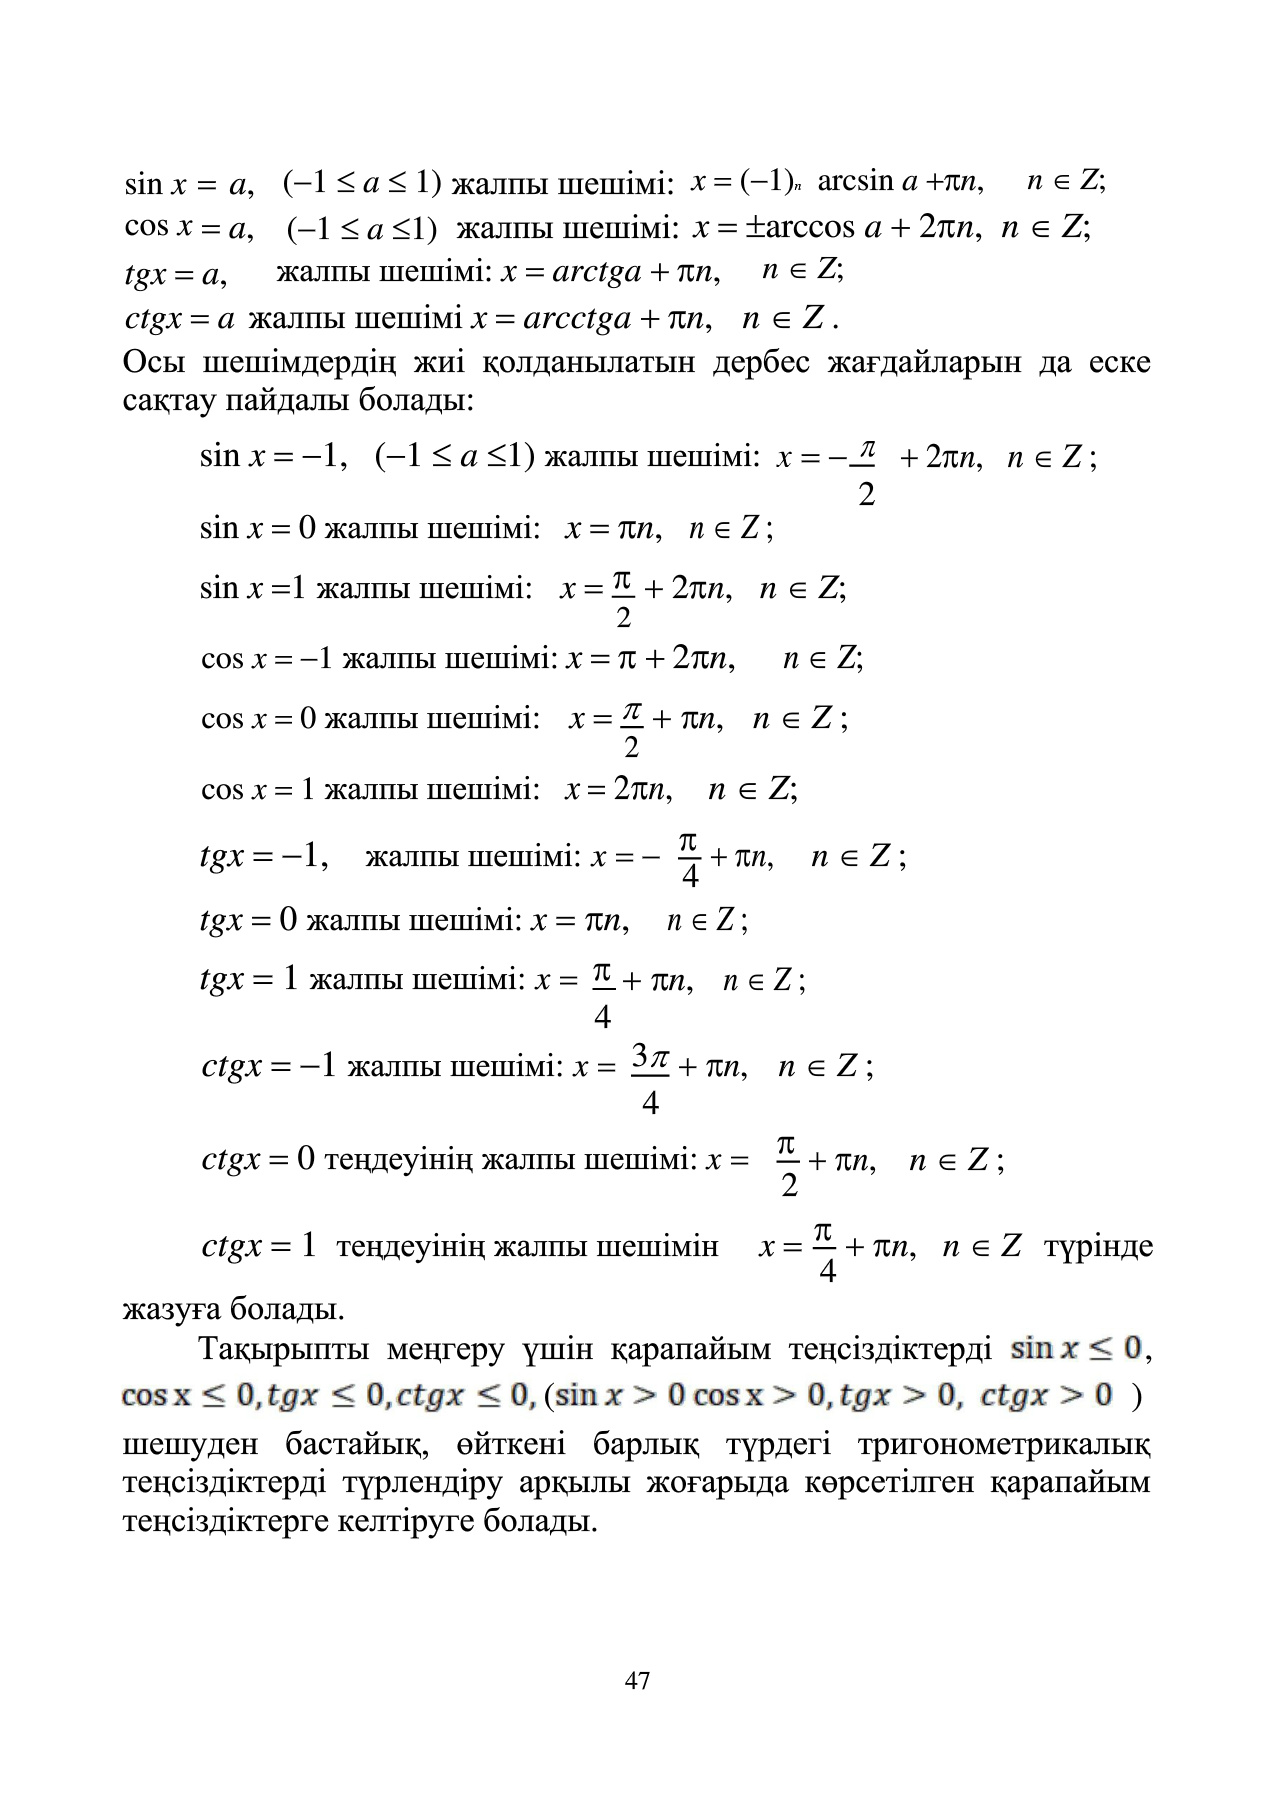 sin x = a, (−1 ≤ a ≤ 1) жалпы шешімі: x = (−1)ₙ arcsin a +πn, n ∈ Z;
cos x = a, (−1 ≤ a ≤1) жалпы шешімі: x = ±arccos a + 2πn, n ∈ Z;
tgx = a, жалпы шешімі: x = arctga + πn, n ∈ Z;
ctgx = a жалпы шешімі x = arcctga + πn, n ∈ Z .
Осы шешімдердің жиі қолданылатын дербес жағдайларын да еске
сақтау пайдалы болады:
sin x = −1, (−1 ≤ a ≤1) жалпы шешімі: x = −π/2 + 2πn, n ∈ Z ;
sin x = 0 жалпы шешімі: x = πn, n ∈ Z ;
sin x =1 жалпы шешімі: x = π/2 + 2πn, n ∈ Z;
cos x = −1 жалпы шешімі: x = π + 2πn, n ∈ Z;
cos x = 0 жалпы шешімі: x = π/2 + πn, n ∈ Z ;
cos x = 1 жалпы шешімі: x = 2πn, n ∈ Z;
tgx = −1, жалпы шешімі: x = − π/4 + πn, n ∈ Z ;
tgx = 0 жалпы шешімі: x = πn, n ∈ Z ;
tgx = 1 жалпы шешімі: x = π/4 + πn, n ∈ Z ;
ctgx = −1 жалпы шешімі: x = 3π/4 + πn, n ∈ Z ;
ctgx = 0 теңдеуінің жалпы шешімі: x = π/2 + πn, n ∈ Z ;
ctgx = 1 теңдеуінің жалпы шешімін x = π/4 + πn, n ∈ Z түрінде
жазуға болады.
Тақырыпты меңгеру үшін қарапайым теңсіздіктерді sin x ≤ 0,
cos x ≤ 0, tgx ≤ 0, ctgx ≤ 0, (sin x > 0 cos x > 0, tgx > 0, ctgx > 0 )
шешуден бастайық, өйткені барлық түрдегі тригонометрикалық
теңсіздіктерді түрлендіру арқылы жоғарыда көрсетілген қарапайым
теңсіздіктерге келтіруге болады.
47